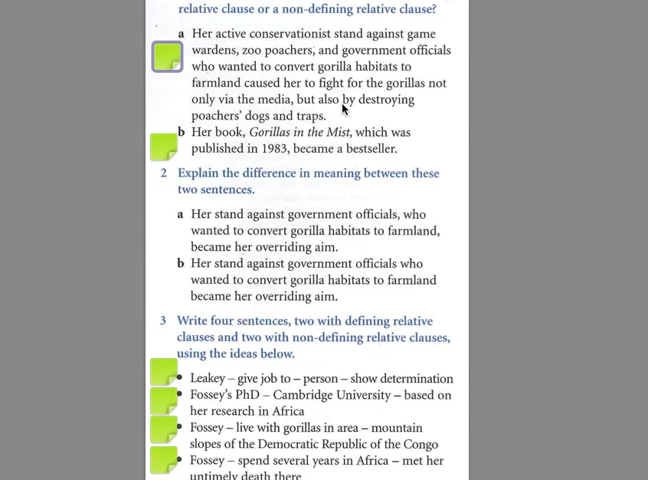 relative clause or a non-defining relative clause?
a Her active conservationist stand against game
wardens, zoo poachers, and government officials
who wanted to convert gorilla habitats to
farmland caused her to fight for the gorillas not
only via the media, but also by destroying
poachers' dogs and traps.
b Her book, Gorillas in the Mist, which was
published in 1983, became a bestseller.
2 Explain the difference in meaning between these
two sentences.
a Her stand against government officials, who
wanted to convert gorilla habitats to farmland,
became her overriding aim.
b Her stand against government officials who
wanted to convert gorilla habitats to farmland
became her overriding aim.
3 Write four sentences, two with defining relative
clauses and two with non-defining relative clauses,
using the ideas below.
• Leakey – give job to – person – show determination
• Fossey's PhD – Cambridge University – based on
her research in Africa
• Fossey – live with gorillas in area – mountain
slopes of the Democratic Republic of the Congo
• Fossey – spend several years in Africa – met her
untimely death there